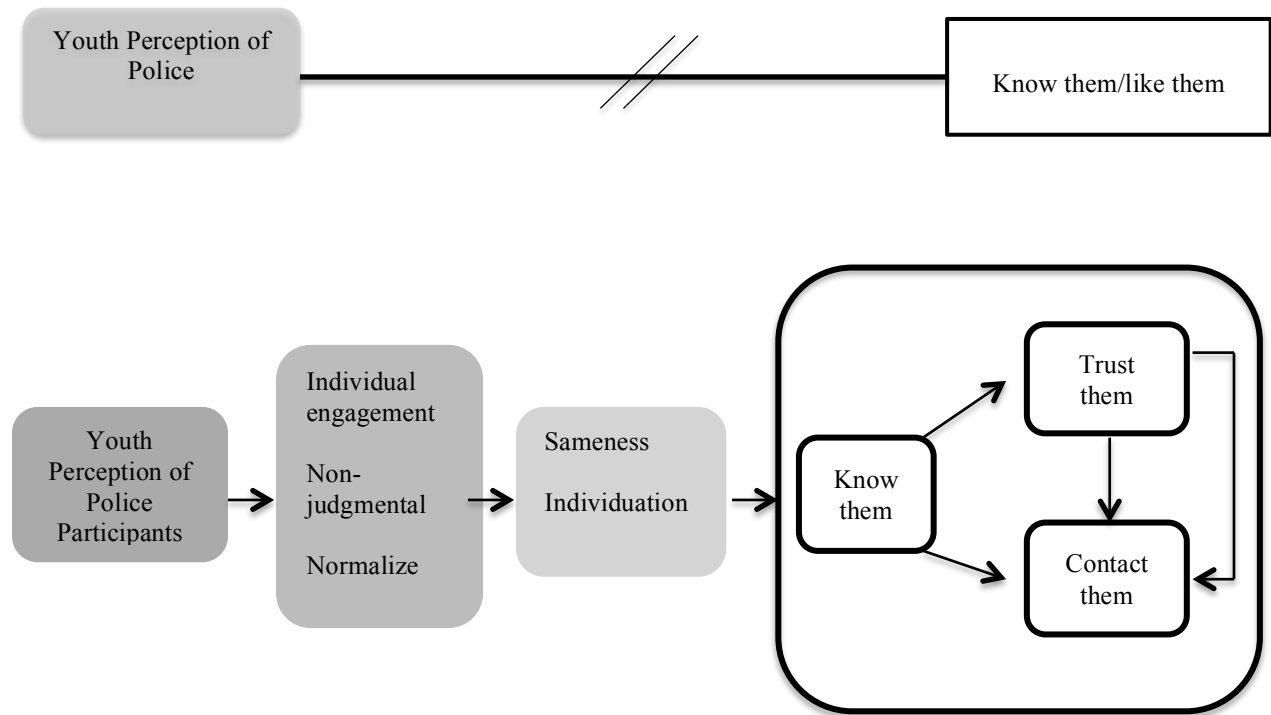 Youth Perception of
Police
Know them/like them
Youth
Perception of
Police
Participants
Individual
engagement
Non-
judgmental
Normalize
Sameness
Individuation
Know
them
Trust
them
Contact
them